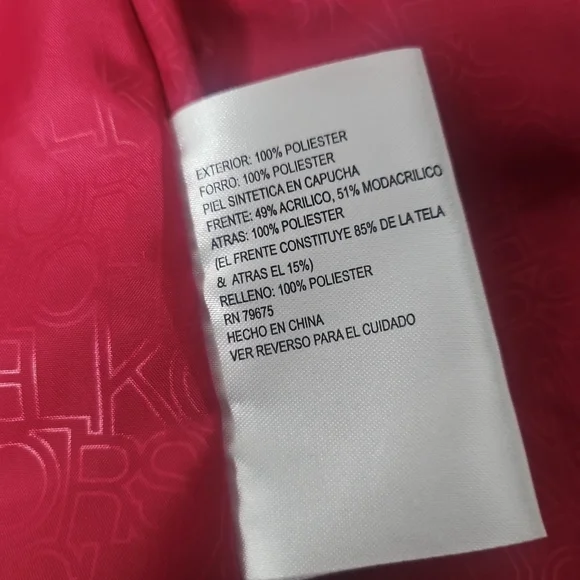 EXTERIOR: 100% POLIESTER
FORRO: 100% POLIESTER
PIEL SINTETICA EN CAPUCHA
FRENTE: 49% ACRILICO, 51% MODACRILICO
ATRAS: 100% POLIESTER
(EL FRENTE CONSTITUYE 85% DE LA TELA
& ATRAS EL 15%)
RELLENO: 100% POLIESTER
RN 79675
HECHO EN CHINA
VER REVERSO PARA EL CUIDADO